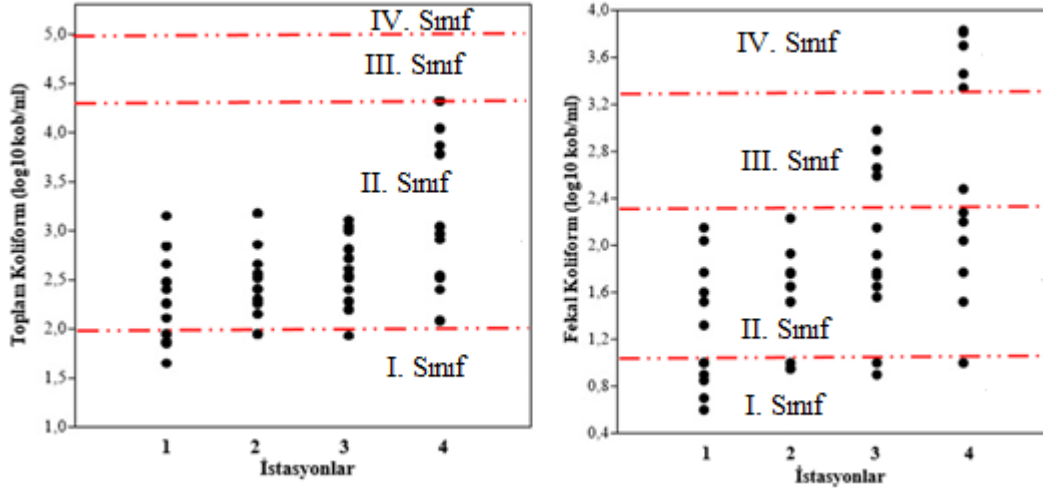 Toplam Koliform (log10 kob/ml)
5,0
4,5
4,0
3,5
3,0
2,5
2,0
1,5
1,0
IV. Sınıf
III. Sınıf
II. Sınıf
I. Sınıf
1 2 3 4
İstasyonlar
Fekal Koliform (log10 kob/ml)
4,0
3,6
3,2
2,8
2,4
2,0
1,6
1,2
0,8
0,4
IV. Sınıf
III. Sınıf
II. Sınıf
I. Sınıf
1 2 3 4
İstasyonlar